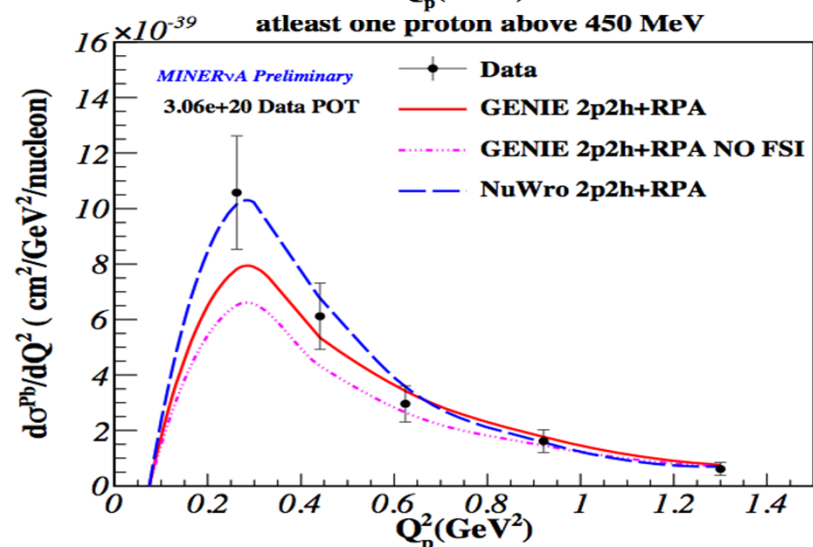 Q
p
×10-39
atleast one proton above 450 MeV
16
14
12
10
8
6
4
2
0
MINERνA Preliminary
3.06e+20 Data POT
Data
GENIE 2p2h+RPA
GENIE 2p2h+RPA NO FSI
NuWro 2p2h+RPA
dσPb/dQ2 ( cm2/GeV2/nucleon)
0 0.2 0.4 0.6 0.8 1 1.2 1.4
Q2p(GeV2)